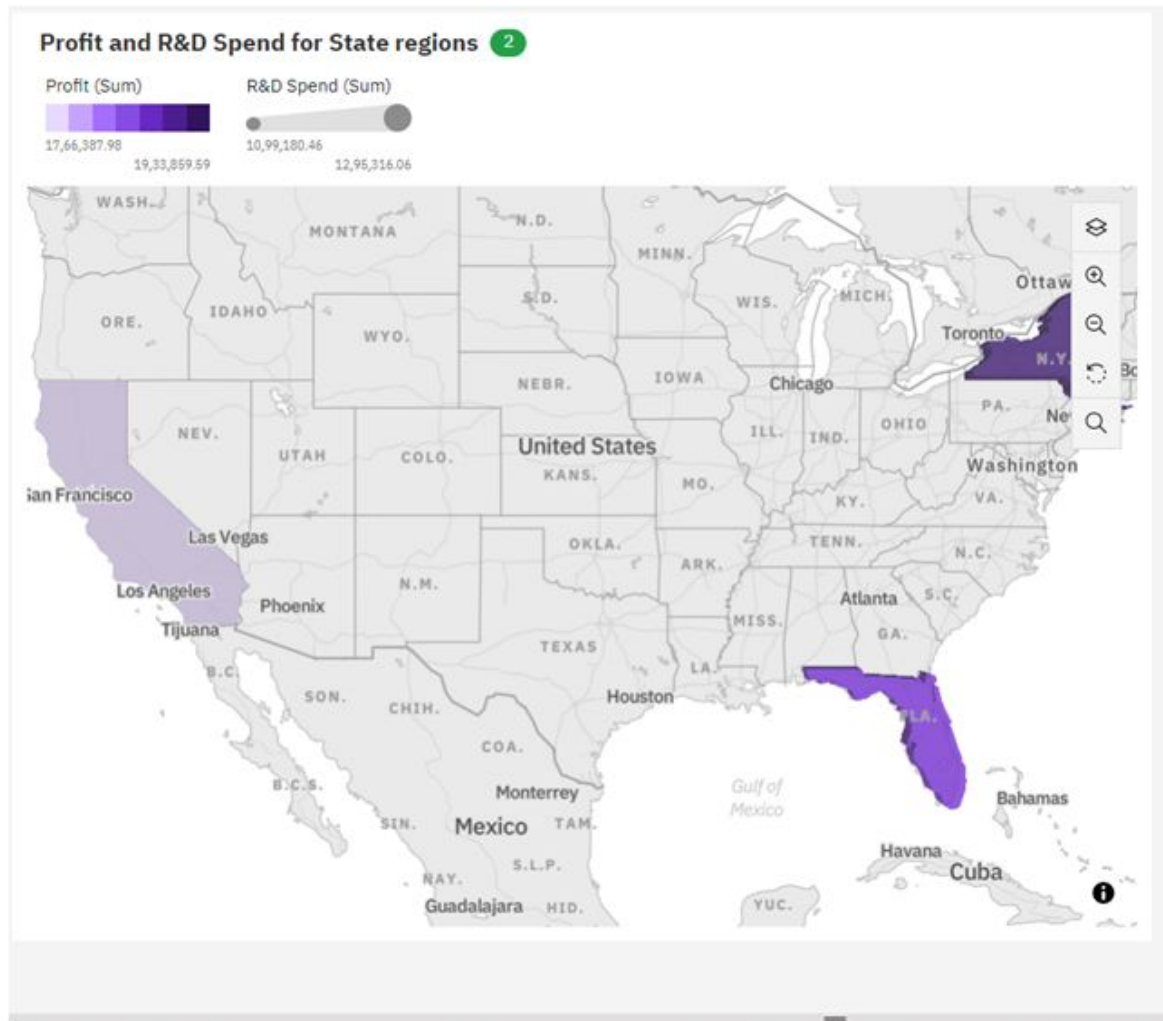 Profit and R&D Spend for State regions 2
Profit (Sum) R&D Spend (Sum)
17,66,387.98 10,99,180.46
19,33,859.59 12,95,316.06
WASH.
MONTANA
N.D.
MINN.
Ottaw
ORE.
IDAHO
S.D.
WIS.
MICH.
WYO.
Toronto
N.Y.
NEBR.
IOWA
Chicago
Bo
PA.
Ne
NEV.
UTAH
COLO.
United States
KANS.
ILL.
IND.
OHIO
Washington
San Francisco
MO.
KY.
VA.
Las Vegas
OKLA.
TENN.
N.C.
Los Angeles
Phoenix
N.M.
ARK.
Atlanta
S.C.
Tijuana
MISS.
GA.
TEXAS
B.C.
SON.
CHIH.
Houston
LA.
FLA.
COA.
B.C.S.
Monterrey
Gulf of
Mexico
Bahamas
SIN.
Mexico
TAM.
Havana
Cuba
S.L.P.
NAY.
Guadalajara
HID.
YUC.